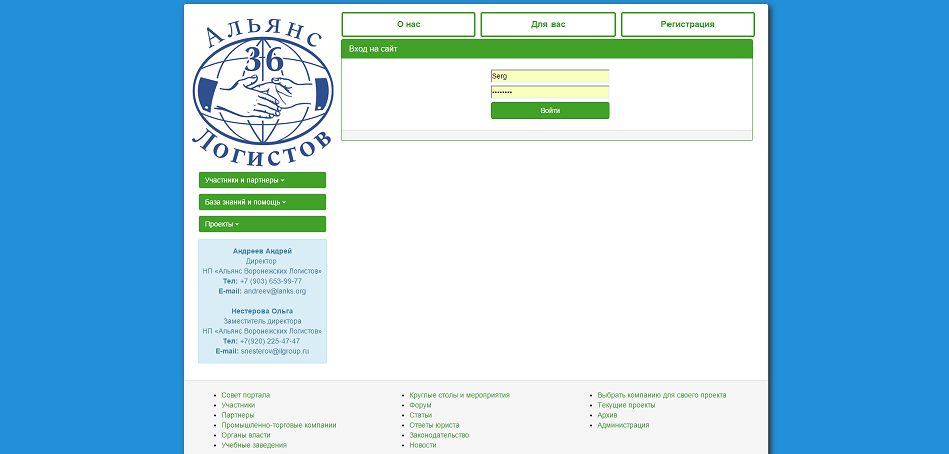 АЛЬЯНС
36
ЛОГИСТОВ
О нас
Для вас
Регистрация
Вход на сайт
Serg
••••••••
Войти
Участники и партнеры
База знаний и помощь
Проекты
Андреев Андрей
Директор
НП «Альянс Воронежских Логистов»
Тел: +7 (903) 653-99-77
E-mail: andreev@lanks.org
Нестерова Ольга
Заместитель директора
НП «Альянс Воронежских Логистов»
Тел: +7(920) 225-47-47
E-mail: snesterov@ilgroup.ru
Совет портала
Участники
Партнеры
Промышленно-торговые компании
Органы власти
Учебные заведения
Круглые столы и мероприятия
Форум
Статьи
Ответы юриста
Законодательство
Новости
Выбрать компанию для своего проекта
Текущие проекты
Архив
Администрация